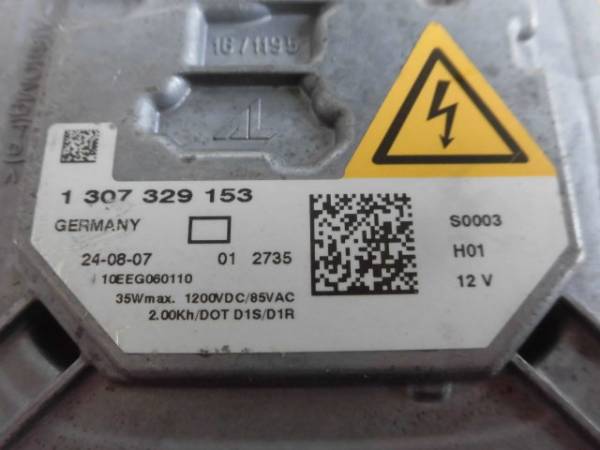 16/1195
AL
1 307 329 153
GERMANY
S0003
24-08-07 01 2735
H01
10EEG060110
12 V
35Wmax. 1200VDC/85VAC
2.00Kh/DOT D1S/D1R